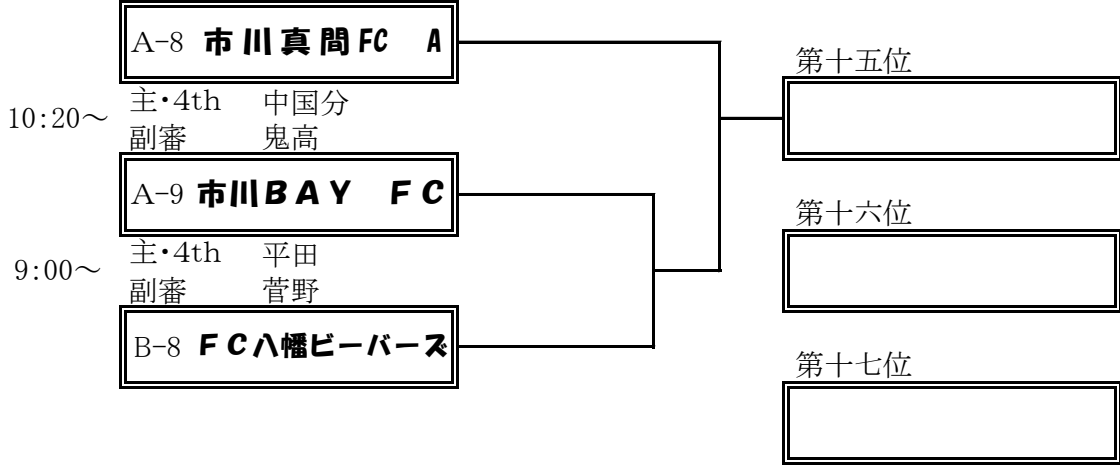 A-8 市川真間FC A
第十五位
10:20～
主・4th 中国分
副審 鬼高
A-9 市川BAY FC
第十六位
9:00～
主・4th 平田
副審 菅野
B-8 FC八幡ビーバーズ
第十七位